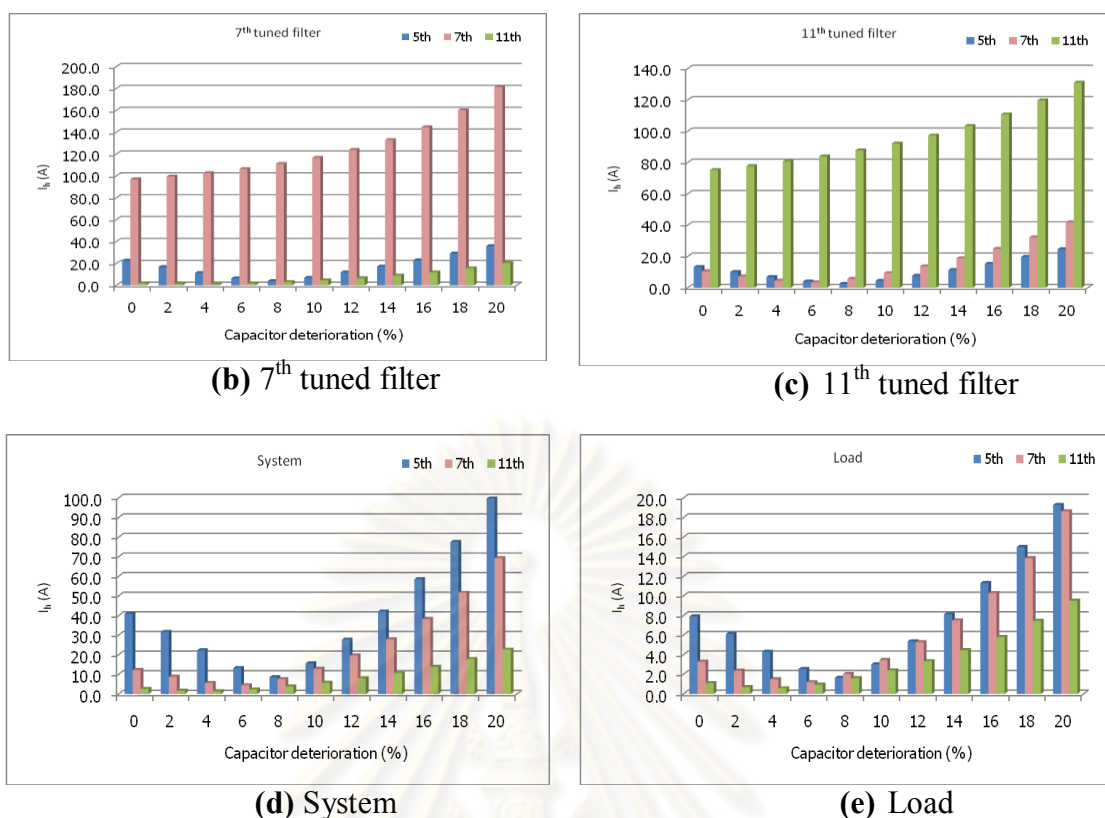 7th tuned filter
5th 7th 11th
200.0
180.0
160.0
140.0
120.0
100.0
80.0
60.0
40.0
20.0
0.0
Ih (A)
0 2 4 6 8 10 12 14 16 18 20
Capacitor deterioration (%)
(b) 7th tuned filter
11th tuned filter
5th 7th 11th
140.0
120.0
100.0
80.0
60.0
40.0
20.0
0.0
Ih (A)
0 2 4 6 8 10 12 14 16 18 20
Capacitor deterioration (%)
(c) 11th tuned filter
System
5th 7th 11th
100.0
90.0
80.0
70.0
60.0
50.0
40.0
30.0
20.0
10.0
0.0
Ih (A)
0 2 4 6 8 10 12 14 16 18 20
Capacitor deterioration (%)
(d) System
Load
5th 7th 11th
20.0
18.0
16.0
14.0
12.0
10.0
8.0
6.0
4.0
2.0
0.0
Ih (A)
0 2 4 6 8 10 12 14 16 18 20
Capacitor deterioration (%)
(e) Load